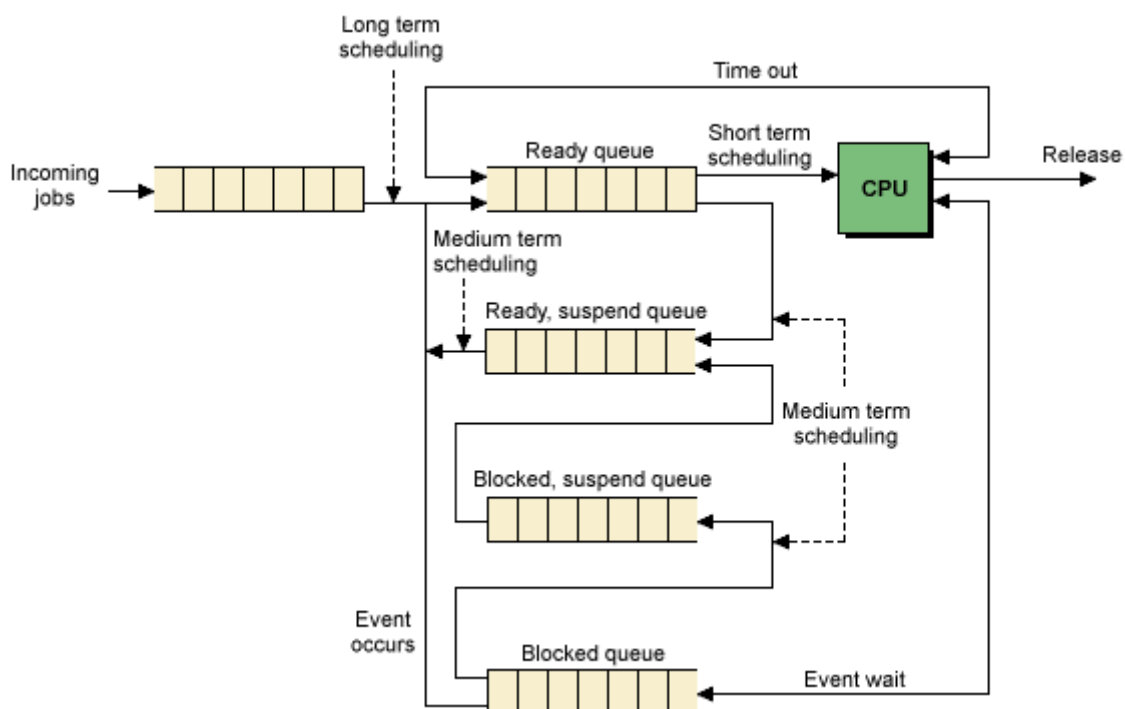 Long term
scheduling
Time out
Ready queue
Short term
scheduling
CPU
Release
Incoming
jobs
Medium term
scheduling
Ready, suspend queue
Medium term
scheduling
Blocked, suspend queue
Event
occurs
Blocked queue
Event wait